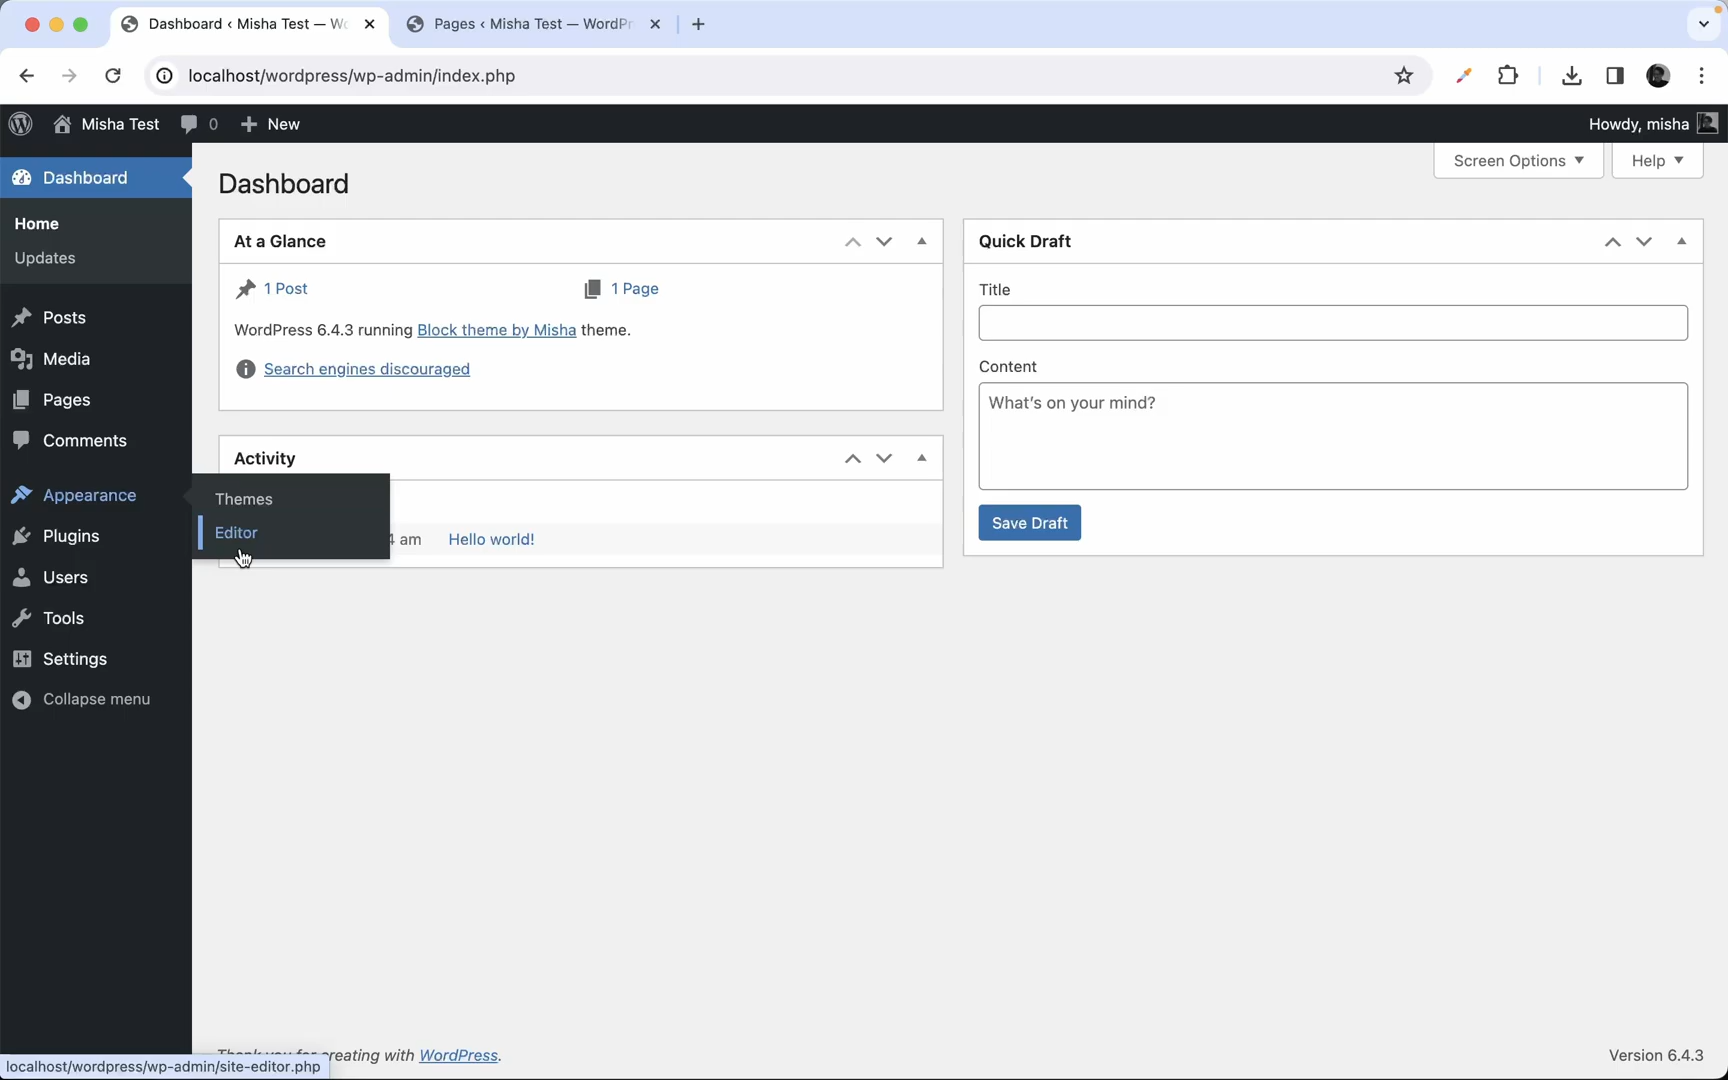 Dashboard ‹ Misha Test — W
Pages ‹ Misha Test — WordPr
localhost/wordpress/wp-admin/index.php
Misha Test
0
New
Howdy, misha
Dashboard
Home
Updates
Posts
Media
Pages
Comments
Appearance
Plugins
Users
Tools
Settings
Collapse menu
Themes
Editor
Screen Options
Help
Dashboard
At a Glance
1 Post
1 Page
WordPress 6.4.3 running Block theme by Misha theme.
Search engines discouraged
Activity
am
Hello world!
Quick Draft
Title
Content
What's on your mind?
Save Draft
Thank you for creating with WordPress.
Version 6.4.3
localhost/wordpress/wp-admin/site-editor.php